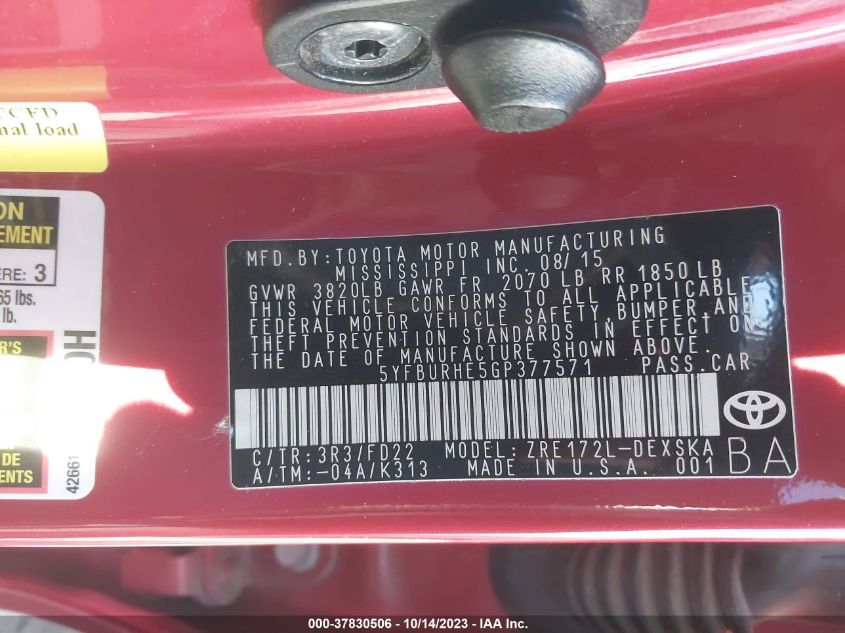 TCFD
nal load
ON
EMENT
ERE: 3
65 lbs.
lb.
R'S
DE
ENTS
42661
MFD. BY: TOYOTA MOTOR MANUFACTURING
MISSISSIPPI INC. 08/15
GVWR 3820LB GAWR FR 2070 LB RR 1850 LB
THIS VEHICLE CONFORMS TO ALL APPLICABLE
FEDERAL MOTOR VEHICLE SAFETY, BUMPER, AND
THEFT PREVENTION STANDARDS IN EFFECT ON
THE DATE OF MANUFACTURE SHOWN ABOVE.
5YFBURHE5GP377571 PASS. CAR
C/TR: 3R3/FD22 MODEL: ZRE172L-DEXSKA
A/TM: -04A/K313 MADE IN U.S.A. 001 BA
000-37830506 - 10/14/2023 - IAA Inc.